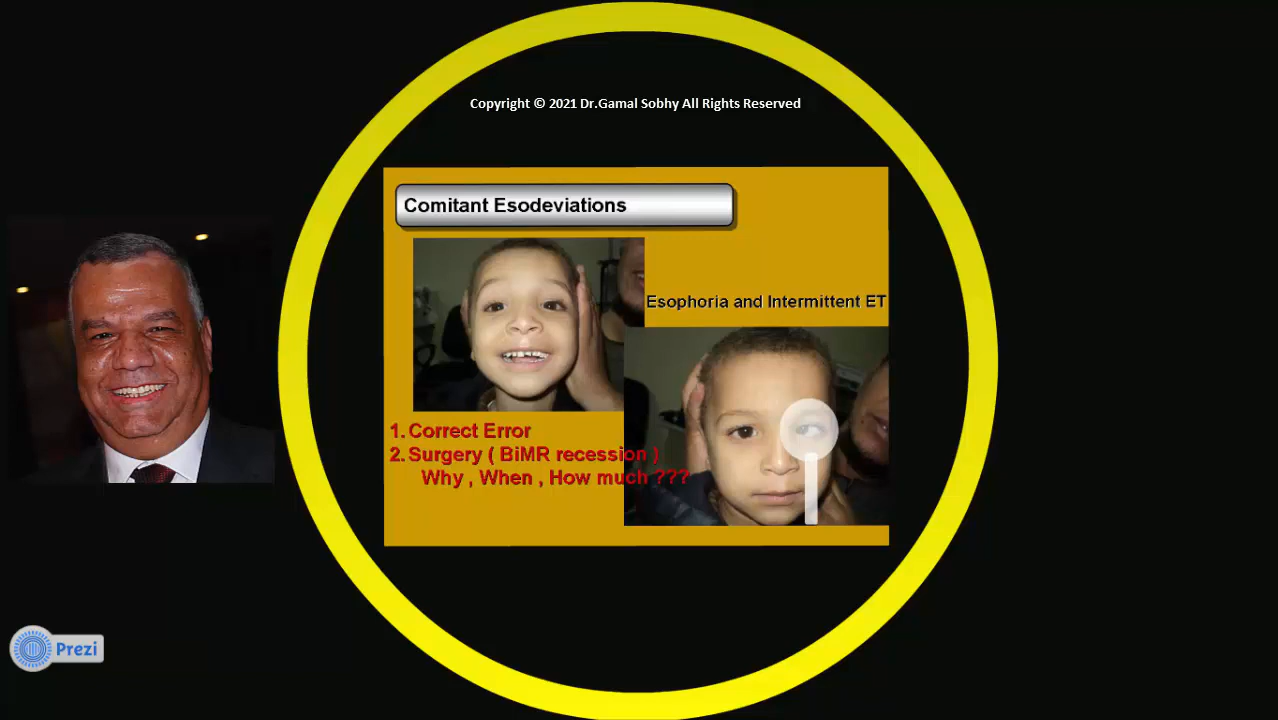 Copyright © 2021 Dr.Gamal Sobhy All Rights Reserved
Comitant Esodeviations
Esophoria and Intermittent ET
1. Correct Error
2. Surgery ( BiMR recession )
Why , When , How much ???
Prezi